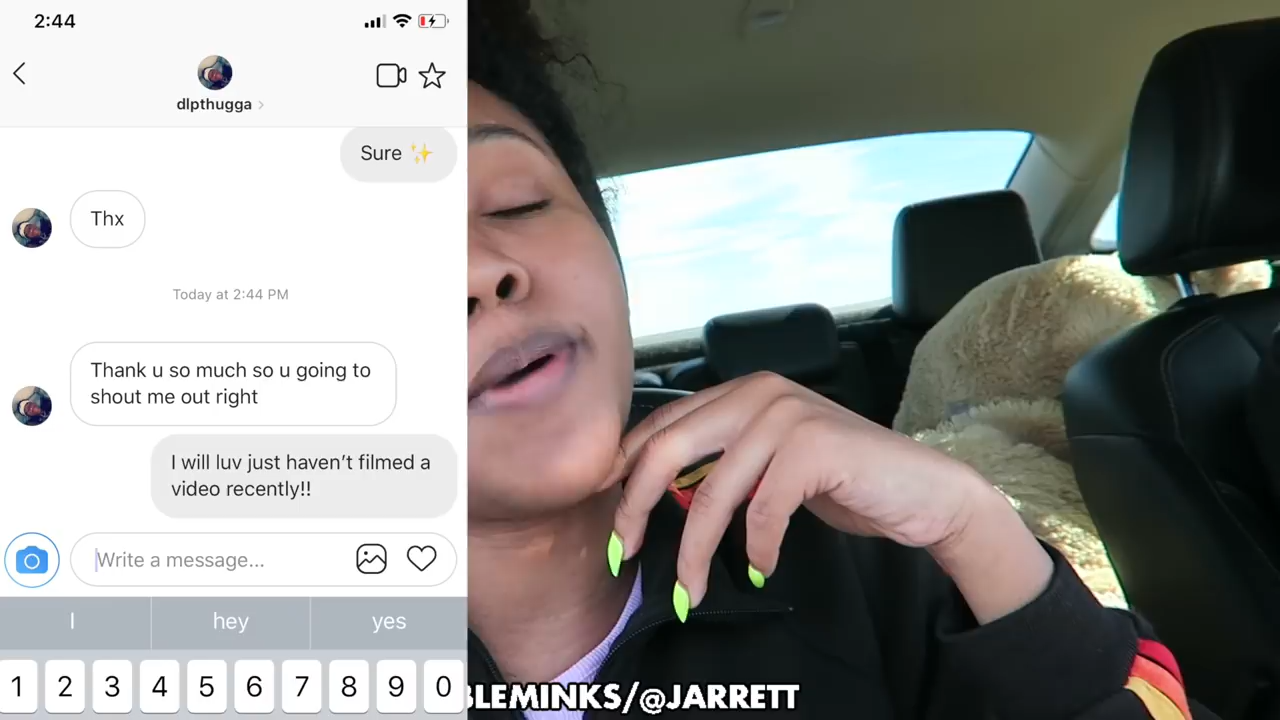 2:44
dlpthugga
Sure ✨
Thx
Today at 2:44 PM
Thank u so much so u going to
shout me out right
I will luv just haven't filmed a
video recently!!
Write a message...
I hey yes
1 2 3 4 5 6 7 8 9 0
BLEMINKS/@JARRETT